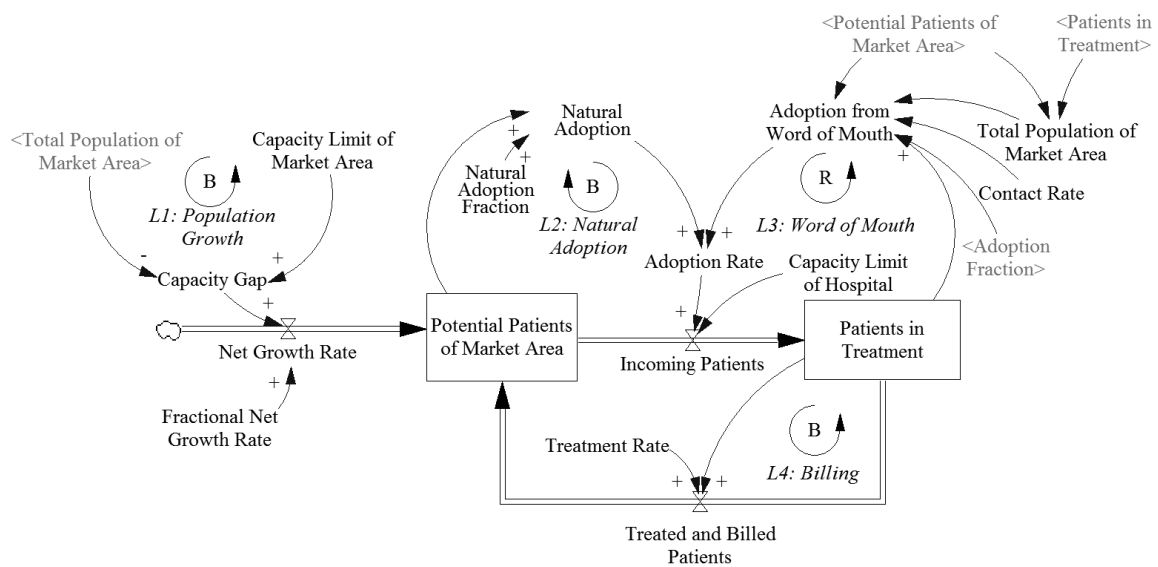 <Potential Patients of
Market Area>
<Patients in
Treatment>
<Total Population of
Market Area>
Capacity Limit of
Market Area
B
L1: Population
Growth
-
+
Capacity Gap
+
Net Growth Rate
+
Fractional Net
Growth Rate
Natural
Adoption
+
+
Natural
Adoption
Fraction
B
L2: Natural
Adoption
Adoption from
Word of Mouth
+
Total Population of
Market Area
Contact Rate
R
L3: Word of Mouth
<Adoption
Fraction>
+
+
Adoption Rate
Capacity Limit
of Hospital
+
Potential Patients
of Market Area
Incoming Patients
Patients in
Treatment
B
L4: Billing
Treatment Rate
+
+
Treated and Billed
Patients